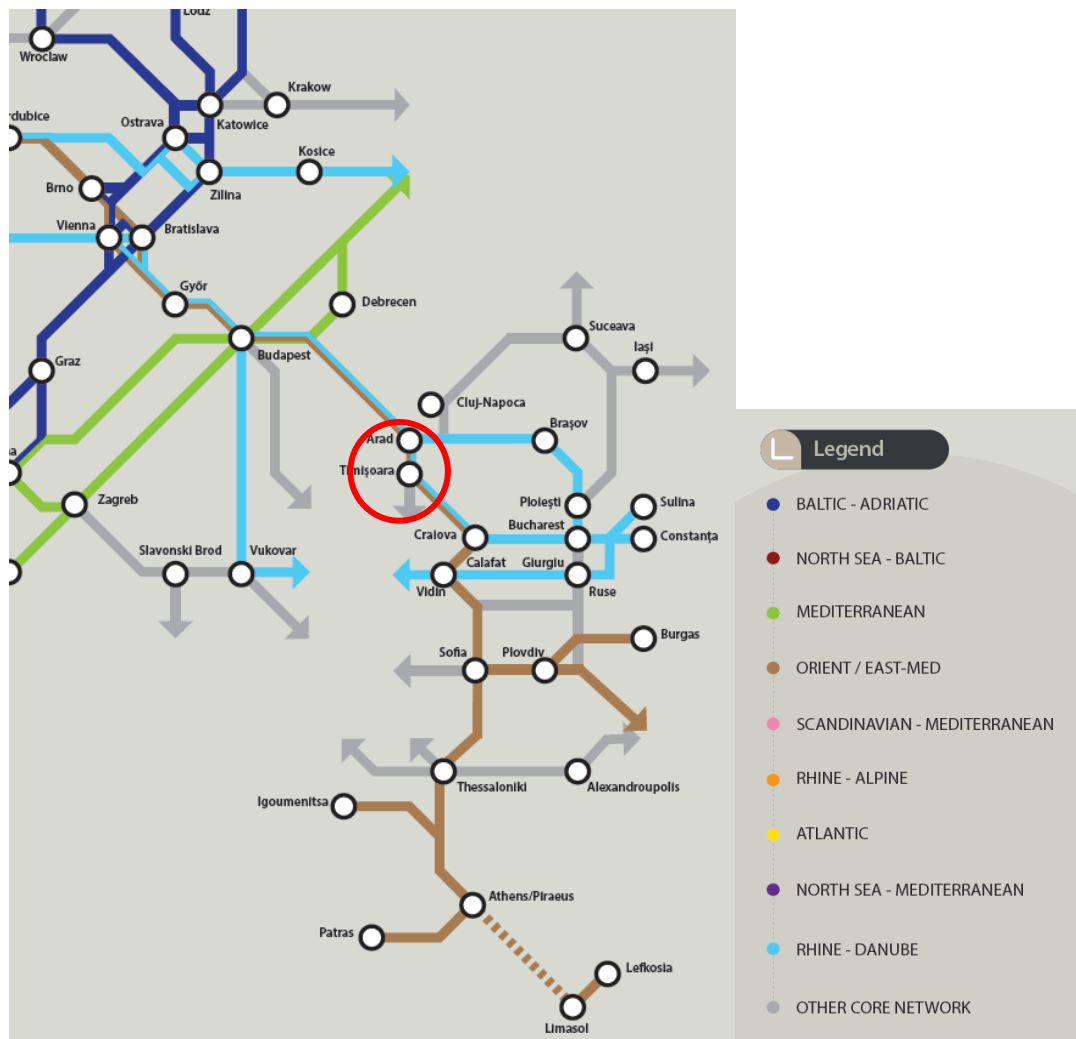 Lodz
Wroclaw
Krakow
rdubice
Ostrava
Katowice
Kosice
Brno
Zilina
Vienna
Bratislava
Győr
Debrecen
Suceava
Budapest
Iași
Graz
Cluj-Napoca
Brașov
Arad
na
Timișoara
Zagreb
Ploiești
Sulina
Bucharest
Craiova
Constanța
Slavonski Brod
Vukovar
Calafat
Giurgiu
Vidin
Ruse
Burgas
Sofia
Plovdiv
Thessaloniki
Alexandroupolis
Igoumenitsa
Athens/Piraeus
Patras
Lefkosia
Limasol
Legend
BALTIC - ADRIATIC
NORTH SEA - BALTIC
MEDITERRANEAN
ORIENT / EAST-MED
SCANDINAVIAN - MEDITERRANEAN
RHINE - ALPINE
ATLANTIC
NORTH SEA - MEDITERRANEAN
RHINE - DANUBE
OTHER CORE NETWORK